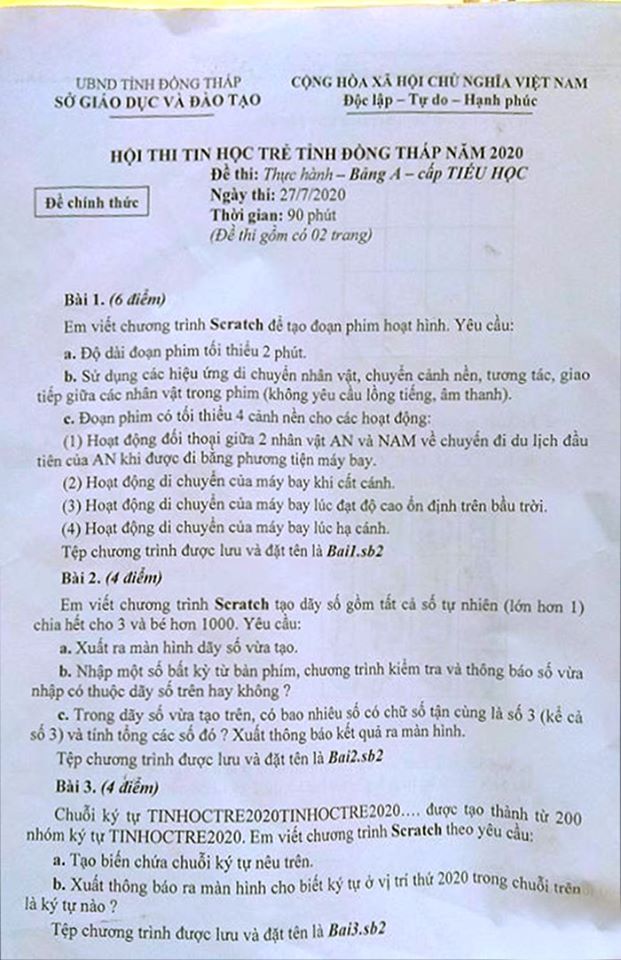 UBND TỈNH ĐỒNG THÁP
SỞ GIÁO DỤC VÀ ĐÀO TẠO
CỘNG HÒA XÃ HỘI CHỦ NGHĨA VIỆT NAM
Độc lập – Tự do – Hạnh phúc
HỘI THI TIN HỌC TRẺ TỈNH ĐỒNG THÁP NĂM 2020
Đề thi: Thực hành – Bảng A – cấp TIỂU HỌC
Đề chính thức
Ngày thi: 27/7/2020
Thời gian: 90 phút
(Đề thi gồm có 02 trang)
Bài 1. (6 điểm)
Em viết chương trình Scratch để tạo đoạn phim hoạt hình. Yêu cầu:
a. Độ dài đoạn phim tối thiểu 2 phút.
b. Sử dụng các hiệu ứng di chuyển nhân vật, chuyển cảnh nền, tương tác, giao
tiếp giữa các nhân vật trong phim (không yêu cầu lồng tiếng, âm thanh).
c. Đoạn phim có tối thiểu 4 cảnh nền cho các hoạt động:
(1) Hoạt động đối thoại giữa 2 nhân vật AN và NAM về chuyến đi du lịch đầu
tiên của AN khi được đi bằng phương tiện máy bay.
(2) Hoạt động di chuyển của máy bay khi cất cánh.
(3) Hoạt động di chuyển của máy bay lúc đạt độ cao ổn định trên bầu trời.
(4) Hoạt động di chuyển của máy bay lúc hạ cánh.
Tệp chương trình được lưu và đặt tên là Bai1.sb2
Bài 2. (4 điểm)
Em viết chương trình Scratch tạo dãy số gồm tất cả số tự nhiên (lớn hơn 1)
chia hết cho 3 và bé hơn 1000. Yêu cầu:
a. Xuất ra màn hình dãy số vừa tạo.
b. Nhập một số bất kỳ từ bàn phím, chương trình kiểm tra và thông báo số vừa
nhập có thuộc dãy số trên hay không ?
c. Trong dãy số vừa tạo trên, có bao nhiêu số có chữ số tận cùng là số 3 (kể cả
số 3) và tính tổng các số đó ? Xuất thông báo kết quả ra màn hình.
Tệp chương trình được lưu và đặt tên là Bai2.sb2
Bài 3. (4 điểm)
Chuỗi ký tự TINHOCTRE2020TINHOCTRE2020.... được tạo thành từ 200
nhóm ký tự TINHOCTRE2020. Em viết chương trình Scratch theo yêu cầu:
a. Tạo biến chứa chuỗi ký tự nêu trên.
b. Xuất thông báo ra màn hình cho biết ký tự ở vị trí thứ 2020 trong chuỗi trên
là ký tự nào ?
Tệp chương trình được lưu và đặt tên là Bai3.sb2